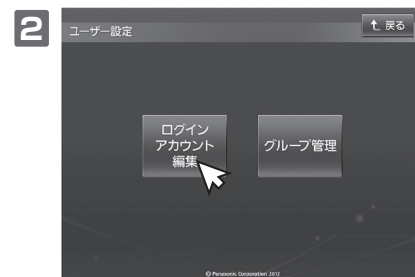 2
ユーザー設定
戻る
ログイン
アカウント
編集
グループ管理
© Panasonic Corporation 2012